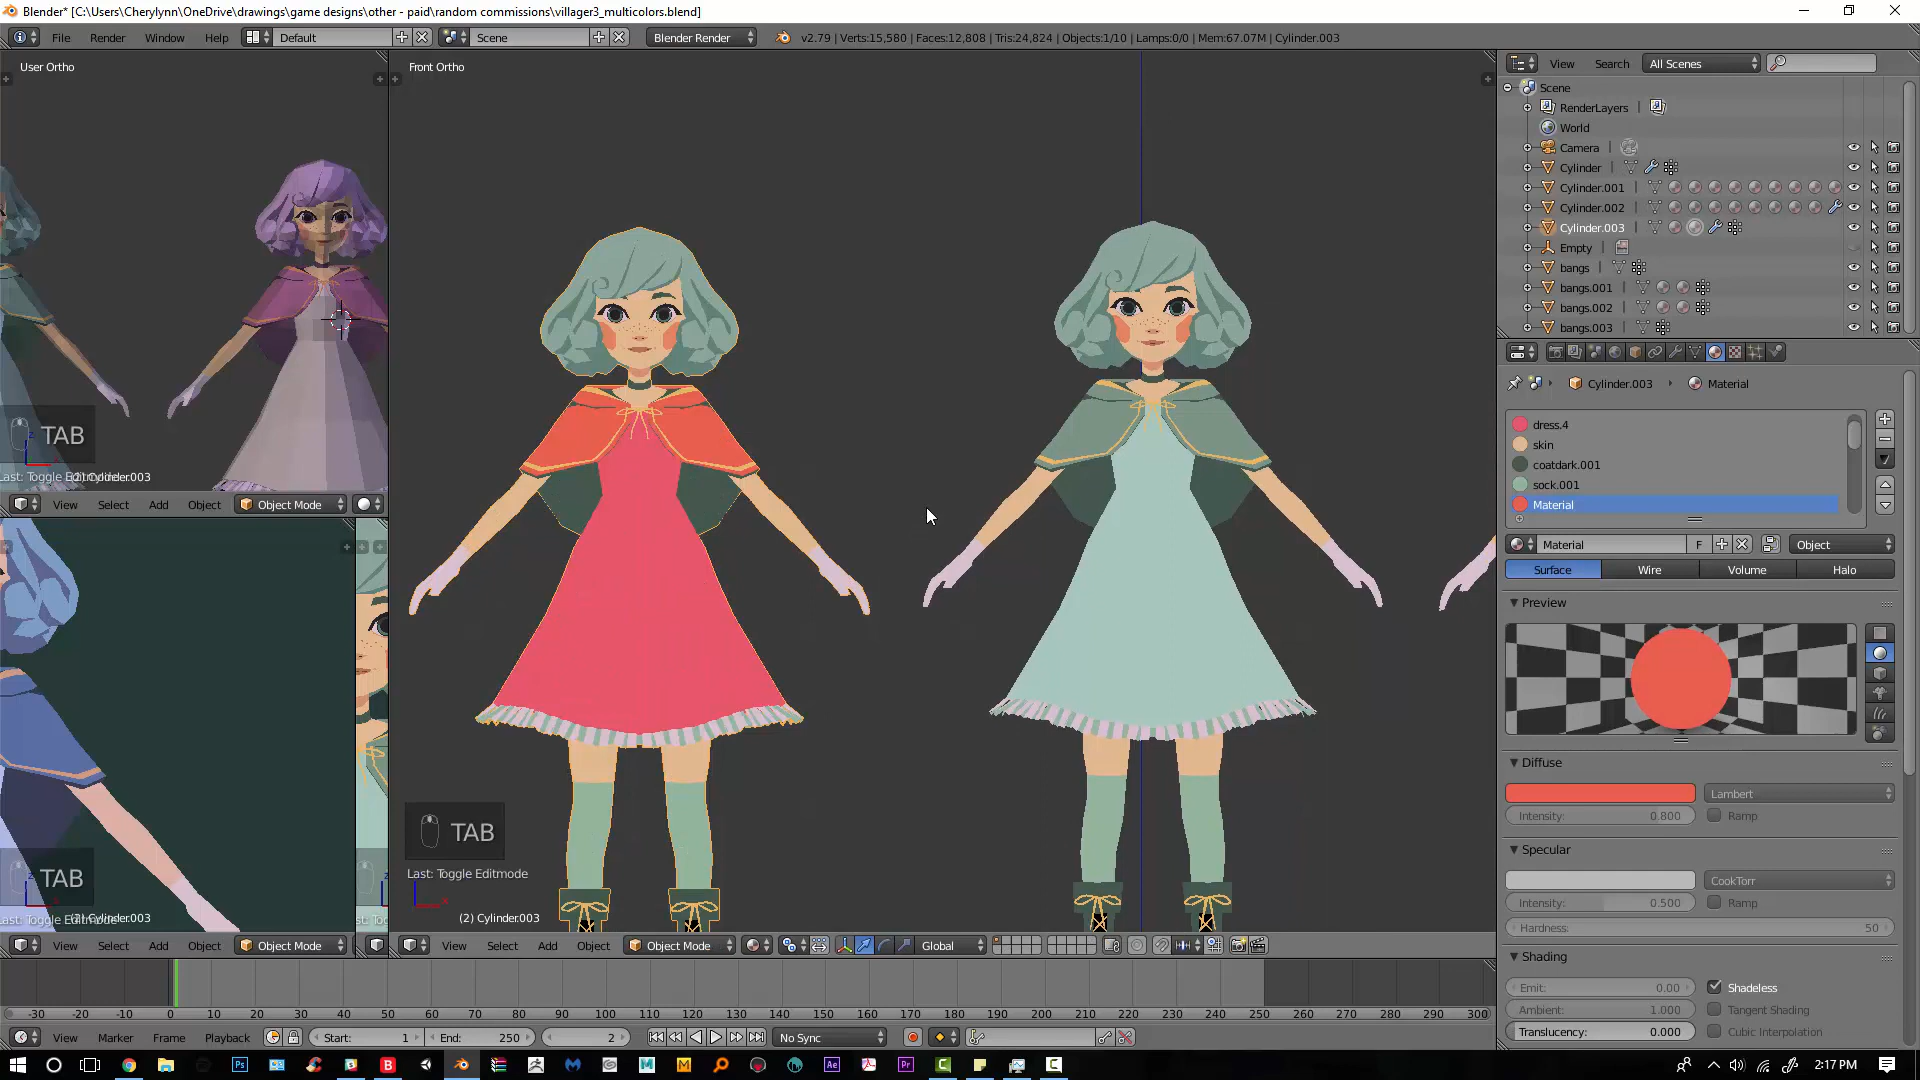 Blender* [C:\Users\Cherylynn\OneDrive\drawings\game designs\other - paid\random commissions\villager3_multicolors.blend]
File Render Window Help Default Scene Blender Render v2.79 | Verts:15,580 | Faces:12,808 | Tris:24,824 | Objects:1/10 | Lamps:0/0 | Mem:67.07M | Cylinder.003
User Ortho
Front Ortho
View Search All Scenes
Scene
RenderLayers
World
Camera
Cylinder
Cylinder.001
Cylinder.002
Cylinder.003
Empty
bangs
bangs.001
bangs.002
bangs.003
Cylinder.003 Material
dress.4
skin
coatdark.001
sock.001
Material
Material F Object
Surface Wire Volume Halo
Preview
Diffuse
Lambert
Intensity: 0.800 Ramp
Specular
CookTorr
Intensity: 0.500 Ramp
Hardness: 50
Shading
Emit: 0.00 Shadeless
Ambient: 1.000 Tangent Shading
Translucency: 0.000 Cubic Interpolation
TAB
(2) Cylinder.003
View Select Add Object Object Mode
TAB
(2) Cylinder.003
View Select Add Object Object Mode
TAB
Last: Toggle Editmode
(2) Cylinder.003
View Select Add Object Object Mode Global
-30 -20 -10 0 10 20 30 40 50 60 70 80 90 100 110 120 130 140 150 160 170 180 190 200 210 220 230 240 250 260 270 280 290 300
View Marker Frame Playback Start: 1 End: 250 2 No Sync
2:17 PM